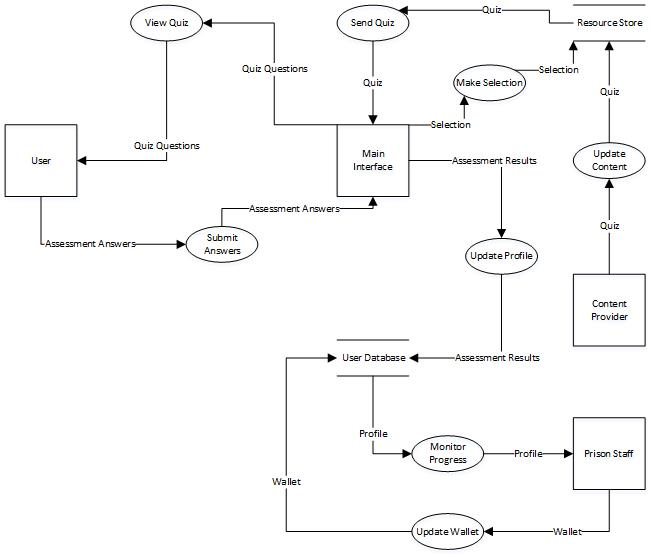 View Quiz
Send Quiz
Quiz
Resource Store
Quiz Questions
Quiz
Make Selection
Selection
Quiz
Selection
User
Quiz Questions
Main
Interface
Assessment Results
Update
Content
Assessment Answers
Assessment Answers
Submit
Answers
Update Profile
Quiz
Content
Provider
User Database
Assessment Results
Profile
Monitor
Progress
Profile
Prison Staff
Wallet
Update Wallet
Wallet